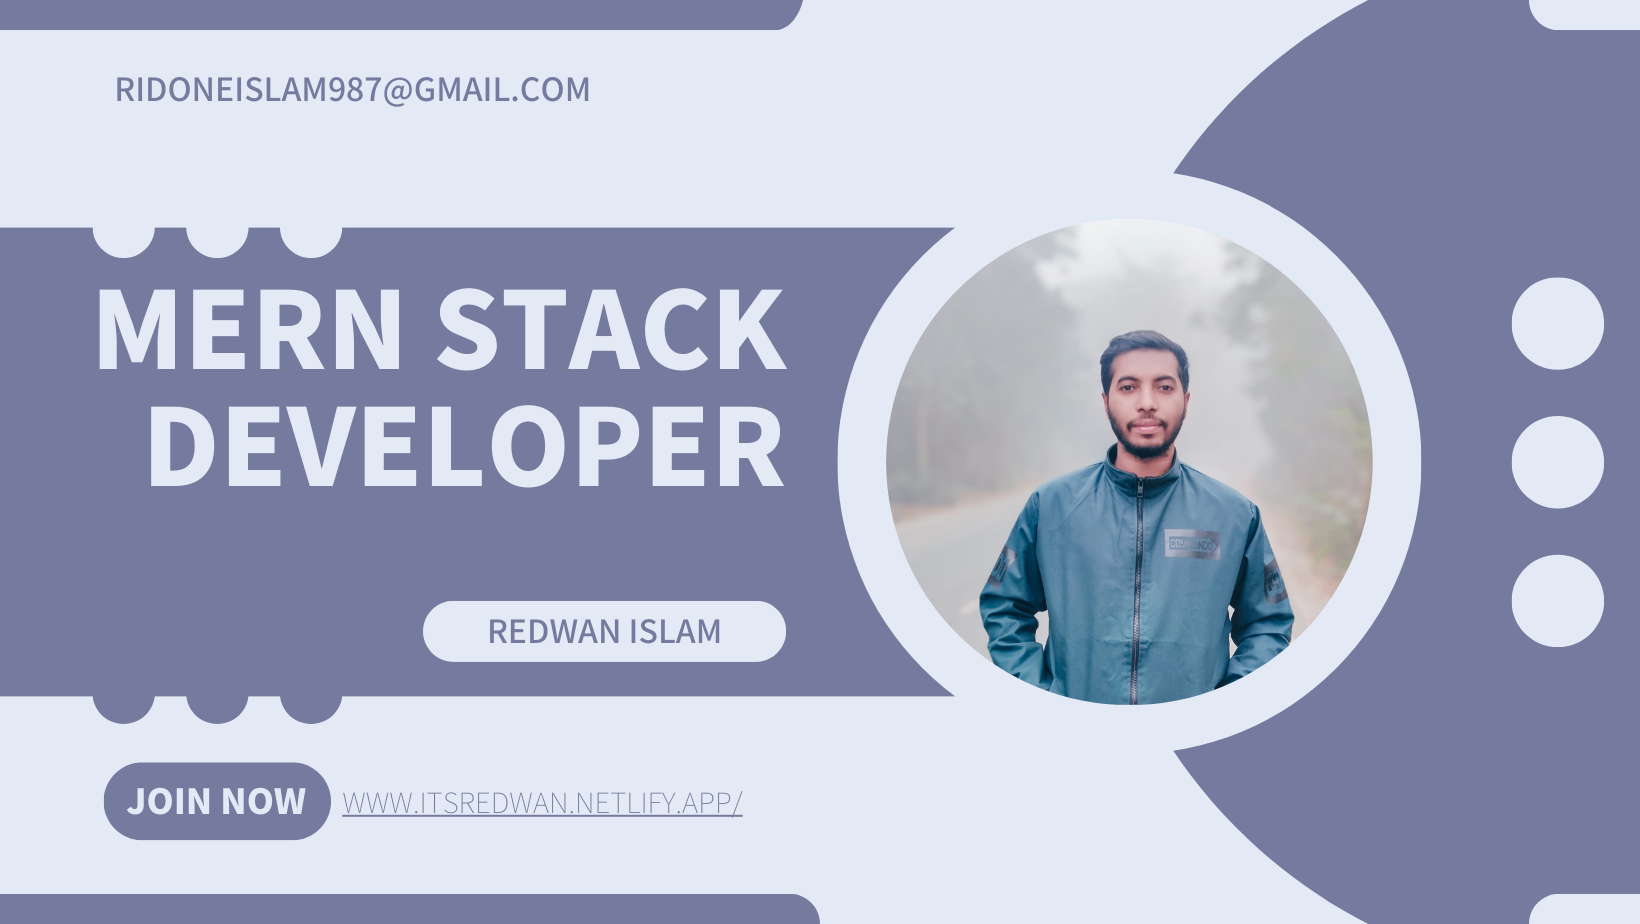 RIDONEISLAM987@GMAIL.COM
MERN STACK
DEVELOPER
REDWAN ISLAM
JOIN NOW
WWW.ITSREDWAN.NETLIFY.APP/